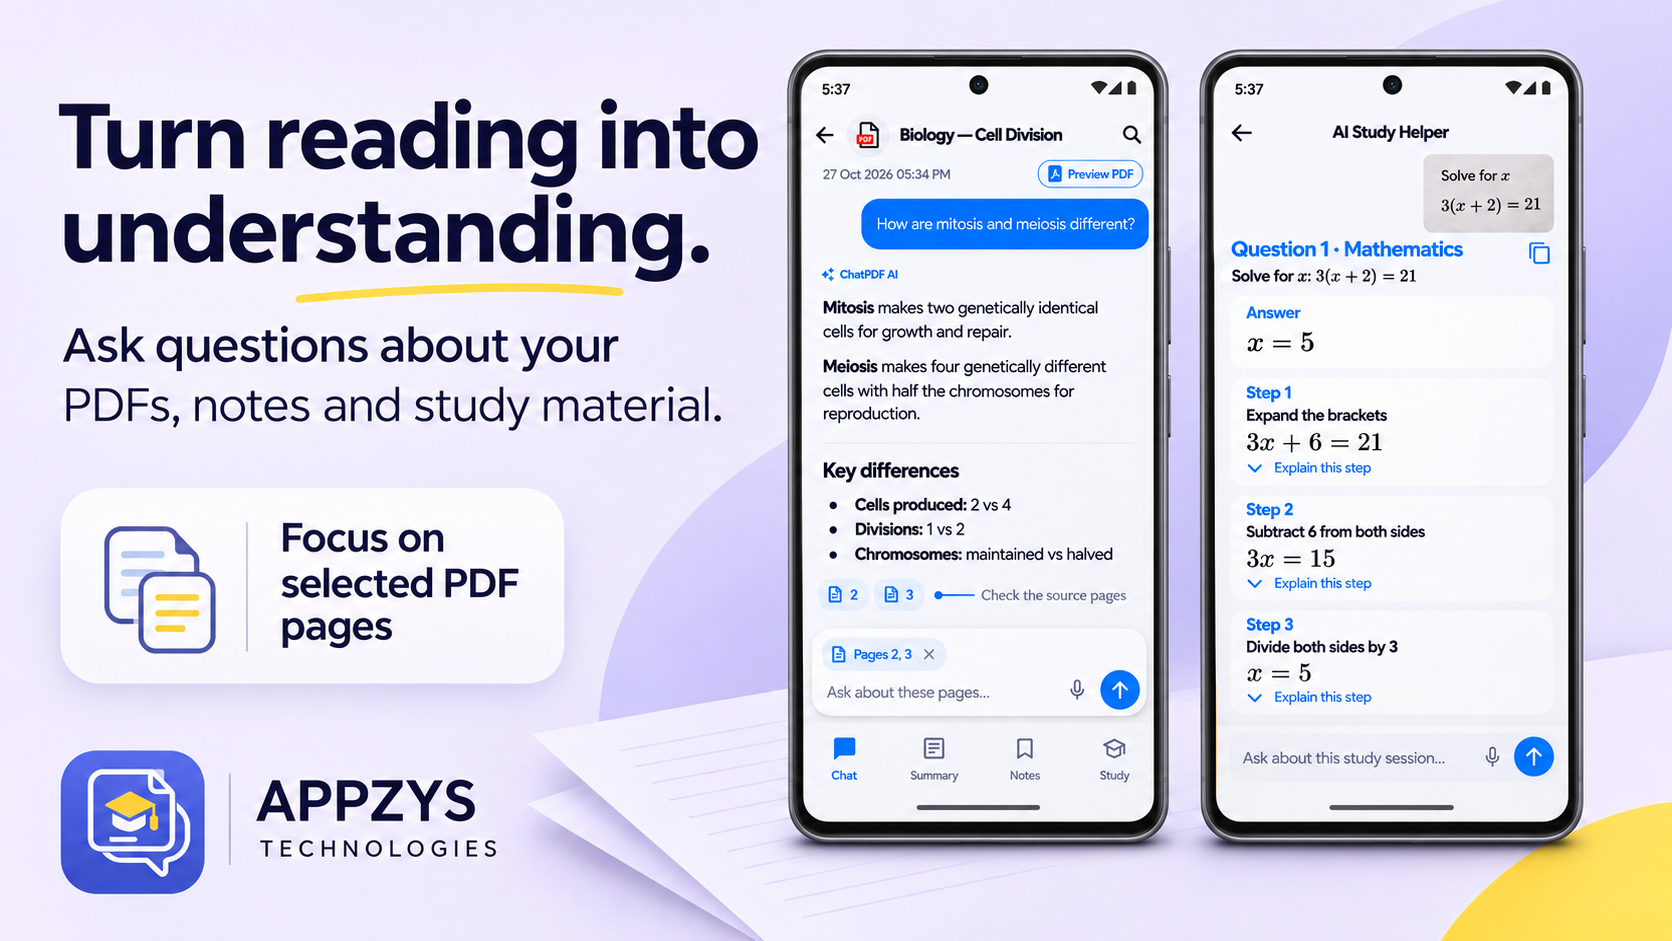 Turn reading into
understanding.
Ask questions about your
PDFs, notes and study material.
Focus on
selected PDF
pages
APPZYS
TECHNOLOGIES
5:37
PDF
Biology — Cell Division
27 Oct 2026 05:34 PM
Preview PDF
How are mitosis and meiosis different?
ChatPDF AI
Mitosis makes two genetically identical
cells for growth and repair.
Meiosis makes four genetically different
cells with half the chromosomes for
reproduction.
Key differences
• Cells produced: 2 vs 4
• Divisions: 1 vs 2
• Chromosomes: maintained vs halved
2 3 Check the source pages
Pages 2, 3 ×
Ask about these pages...
Chat Summary Notes Study
5:37
AI Study Helper
Solve for x
3(x + 2) = 21
Question 1 · Mathematics
Solve for x: 3(x + 2) = 21
Answer
x = 5
Step 1
Expand the brackets
3x + 6 = 21
Explain this step
Step 2
Subtract 6 from both sides
3x = 15
Explain this step
Step 3
Divide both sides by 3
x = 5
Explain this step
Ask about this study session...